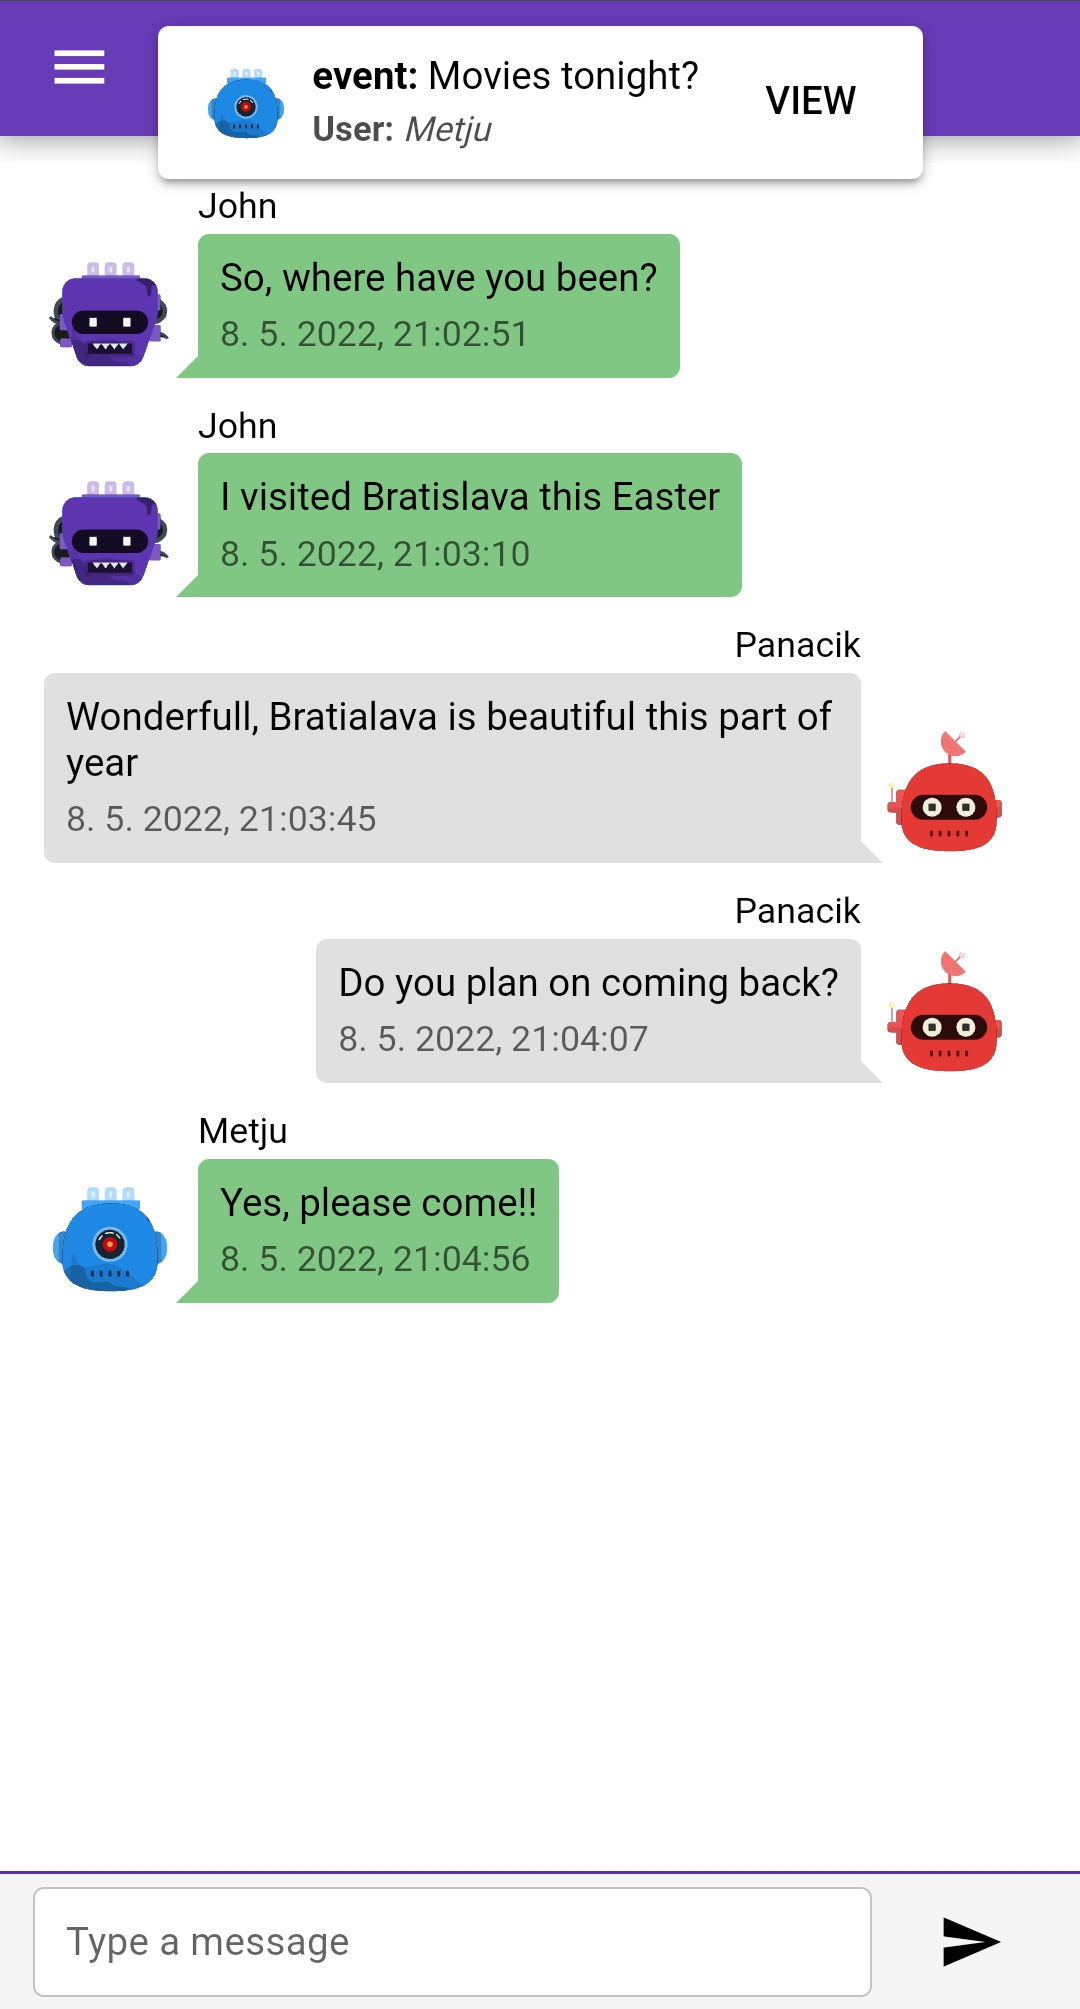 event: Movies tonight?
User: Metju
VIEW
John
So, where have you been?
8. 5. 2022, 21:02:51
John
I visited Bratislava this Easter
8. 5. 2022, 21:03:10
Panacik
Wonderfull, Bratialava is beautiful this part of
year
8. 5. 2022, 21:03:45
Panacik
Do you plan on coming back?
8. 5. 2022, 21:04:07
Metju
Yes, please come!!
8. 5. 2022, 21:04:56
Type a message